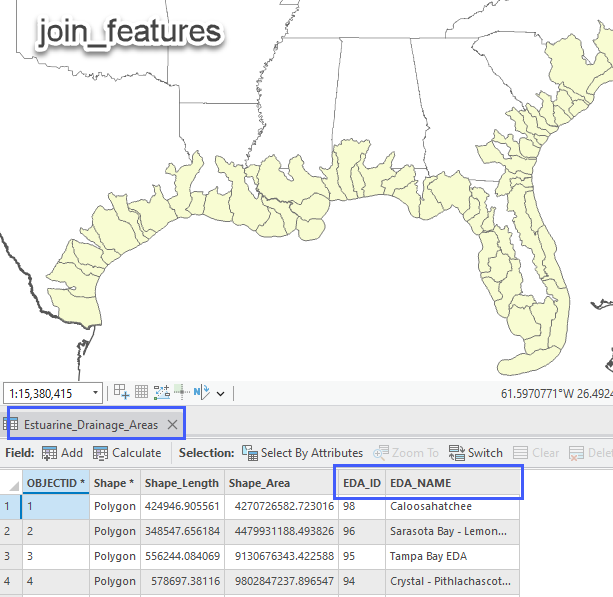 join_features
1:15,380,415 61.5970771°W 26.492
Estuarine_Drainage_Areas
Field: Add Calculate Selection: Select By Attributes Zoom To Switch Clear Dele
OBJECTID * Shape * Shape_Length Shape_Area EDA_ID EDA_NAME
1 1 Polygon 424946.905561 4270726582.723016 98 Caloosahatchee
2 2 Polygon 348547.656184 4479931188.493826 96 Sarasota Bay - Lemon...
3 3 Polygon 556244.084069 9130676343.422588 95 Tampa Bay EDA
4 4 Polygon 578697.38116 9802847237.896547 94 Crystal - Pithlachascot...